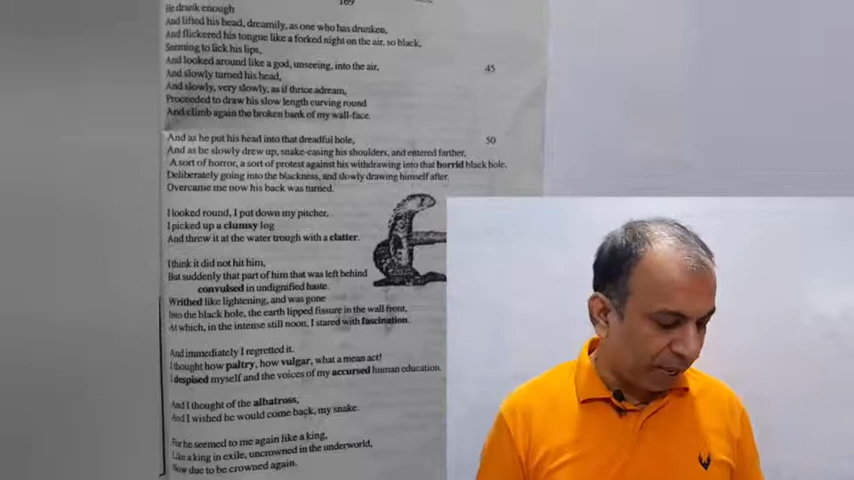 169
He drank enough
And lifted his head, dreamily, as one who has drunken,
And flickered his tongue like a forked night on the air, so black,
Seeming to lick his lips,
And looked around like a god, unseeing, into the air,
45
And slowly turned his head,
And slowly, very slowly, as if thrice adream,
Proceeded to draw his slow length curving round
And climb again the broken bank of my wall-face.
And as he put his head into that dreadful hole,
50
And as he slowly drew up, snake-easing his shoulders, and entered farther,
A sort of horror, a sort of protest against his withdrawing into that horrid black hole,
Deliberately going into the blackness, and slowly drawing himself after,
Overcame me now his back was turned.
I looked round, I put down my pitcher,
I picked up a clumsy log
And threw it at the water trough with a clatter.
I think it did not hit him,
But suddenly that part of him that was left behind
convulsed in undignified haste.
Writhed like lightening, and was gone
Into the black hole, the earth lipped fissure in the wall front,
At which, in the intense still noon, I stared with fascination.
And immediately I regretted it.
I thought how paltry, how vulgar, what a mean act!
I despised myself and the voices of my accursed human education.
And I thought of the albatross,
And I wished he would come back, my snake.
For he seemed to me again like a king,
Like a king in exile, uncrowned in the underworld,
Now due to be crowned again.